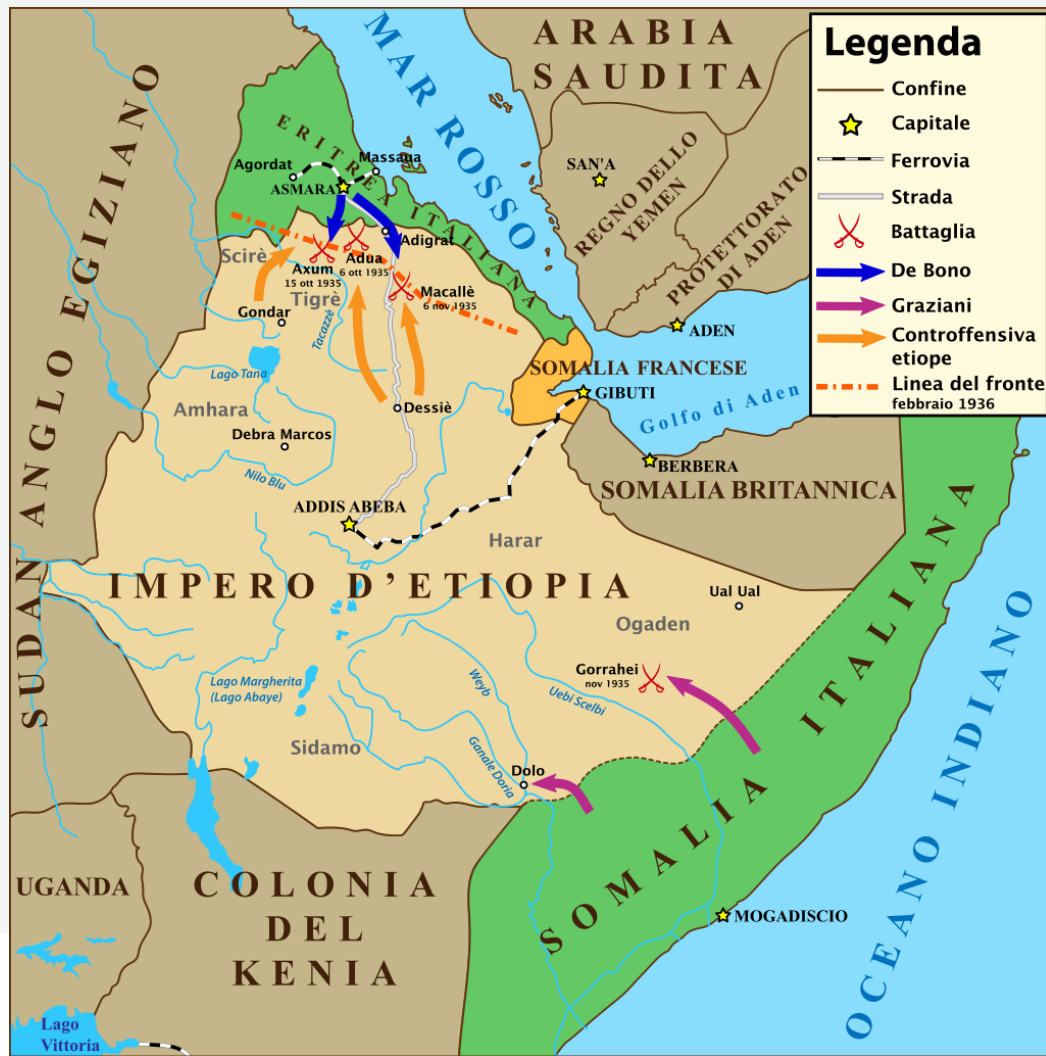 MAR ROSSO
ARABIA
SAUDITA
Legenda
Confine
Capitale
Ferrovia
Strada
Battaglia
De Bono
Graziani
Controffensiva
etiope
Linea del fronte
febbraio 1936
SUDAN ANGLO EGIZIANO
ERITREA ITALIANA
Agordat
Massaua
ASMARA
SAN'A
REGNO DELLO
YEMEN
PROTETTORATO
DI ADEN
Adigrat
Scirè
Axum
15 ott 1935
Adua
6 ott 1935
Macallè
6 nov 1935
Tigrè
Gondar
Tacazzè
ADEN
Lago Tana
SOMALIA FRANCESE
GIBUTI
Golfo di Aden
Amhara
Dessiè
Debra Marcos
Nilo Blu
BERBERA
SOMALIA BRITANNICA
ADDIS ABEBA
Harar
IMPERO D'ETIOPIA
Ual Ual
Ogaden
Gorrahei
nov 1935
Lago Margherita
(Lago Abaye)
Weyb
Uebi Scelbi
Sidamo
Ganale Doria
Dolo
SOMALIA ITALIANA
OCEANO INDIANO
UGANDA
COLONIA
DEL
KENIA
MOGADISCIO
Lago
Vittoria